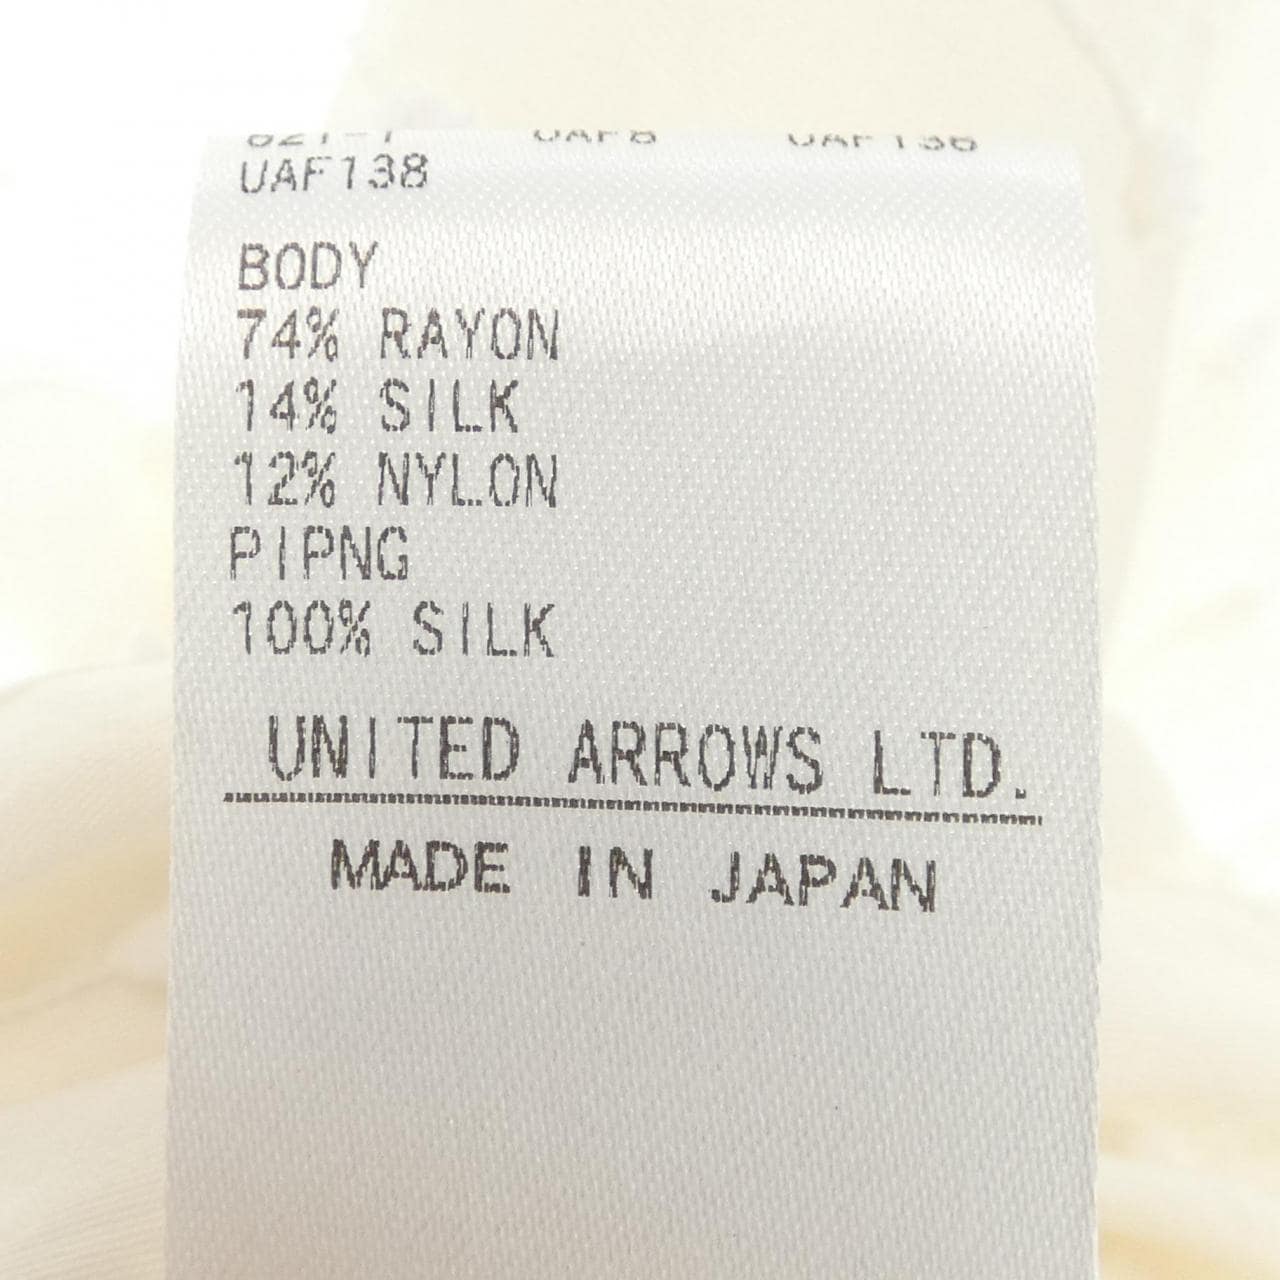 UAF138
BODY
74% RAYON
14% SILK
12% NYLON
PIPNG
100% SILK
UNITED ARROWS LTD.
MADE IN JAPAN